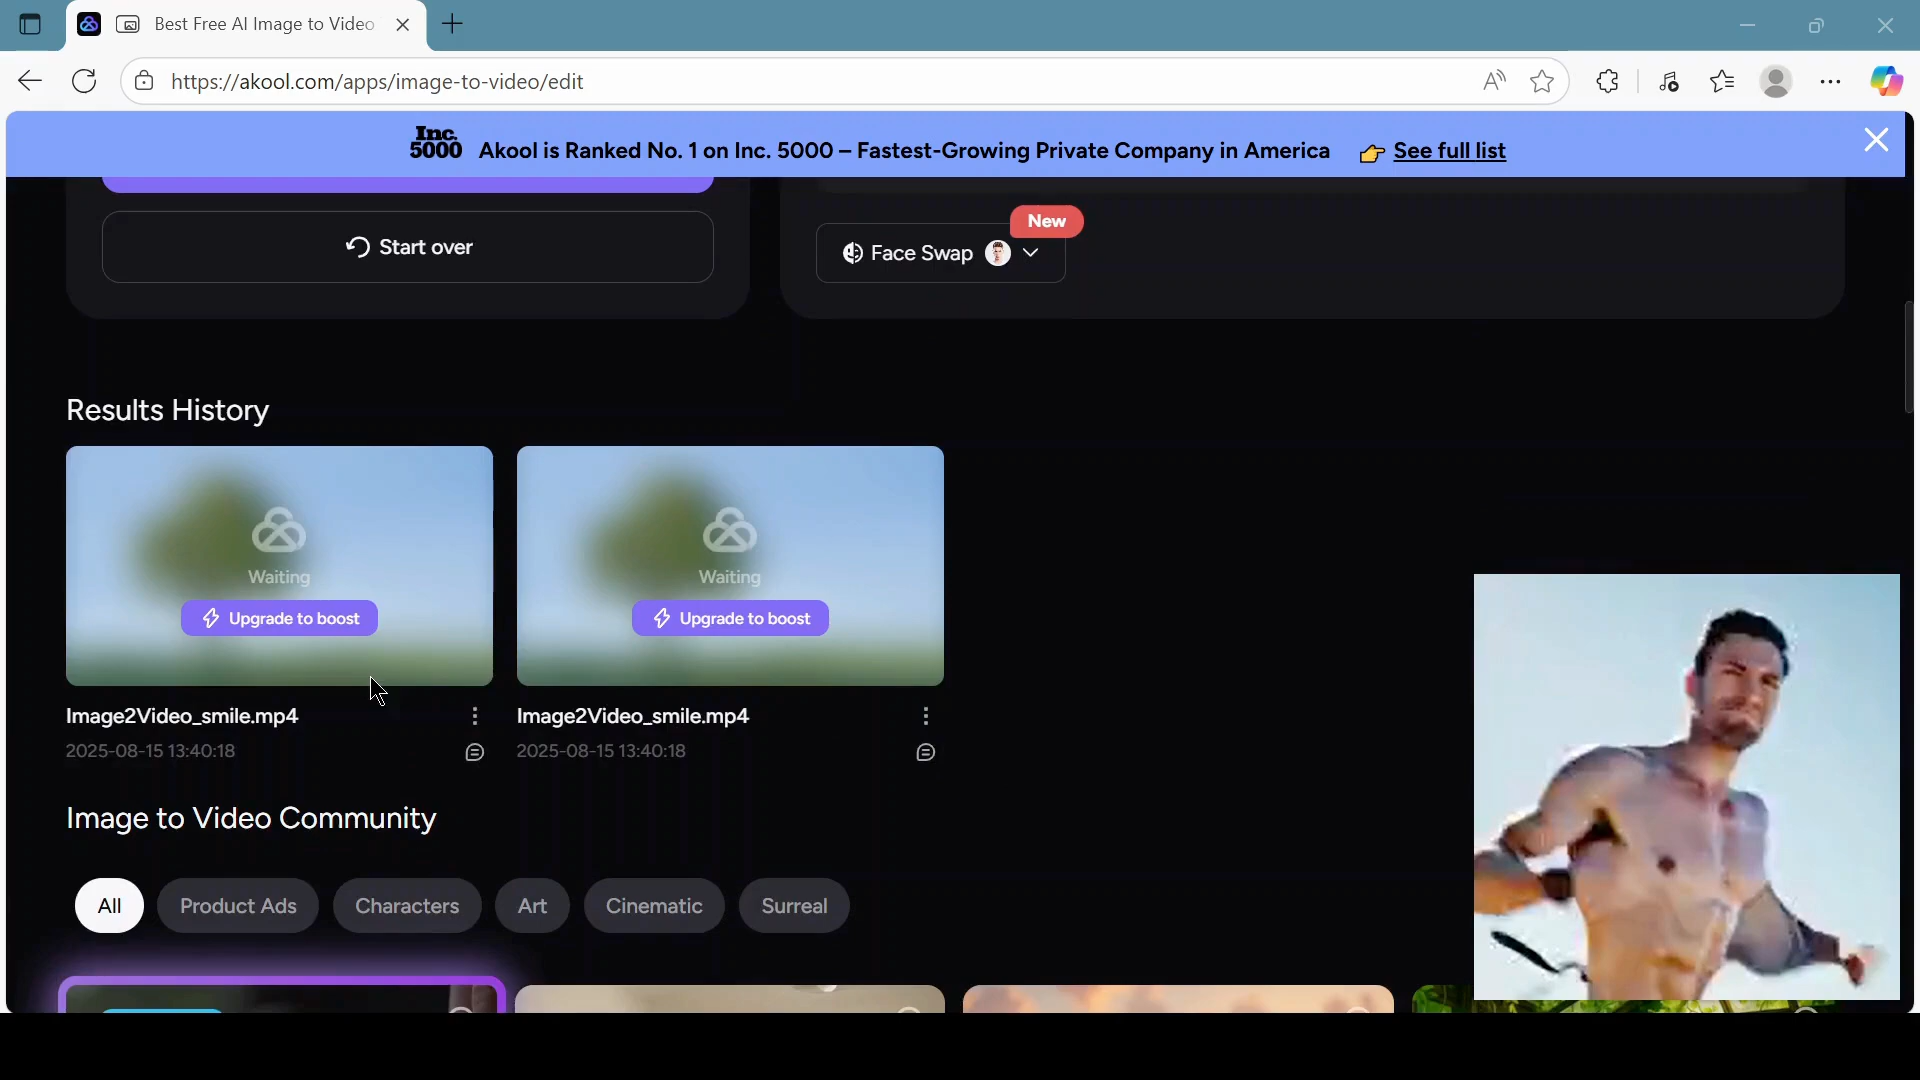 Best Free AI Image to Video
https://akool.com/apps/image-to-video/edit
Inc. 5000 Akool is Ranked No. 1 on Inc. 5000 – Fastest-Growing Private Company in America 👉 See full list
New
Start over
Face Swap
Results History
Waiting Waiting
Upgrade to boost Upgrade to boost
Image2Video_smile.mp4 Image2Video_smile.mp4
2025-08-15 13:40:18 2025-08-15 13:40:18
Image to Video Community
All Product Ads Characters Art Cinematic Surreal